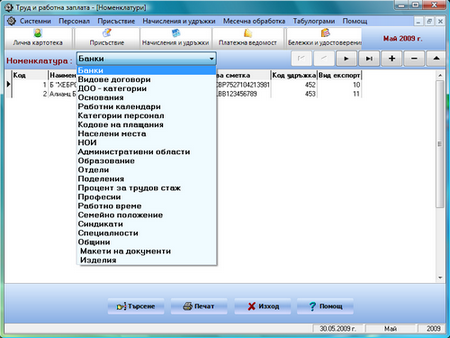 Труд и работна заплата - [Номенклатури]
Системни Персонал Присъствие Начисления и удръжки Месечна обработка Табулограми Помощ
Лична картотека Присъствие Начисления и удръжки Платежна ведомост Бележки и удостоверения Май 2009 г.
Номенклатура : Банки
Код Наимен ва сметка Код удръжка Вид експорт
1 Б "ХЕБРО ВР7527104213981 452 10
2 Алианц Б ВВ123456789 453 11
Банки
Видове договори
ДОО - категории
Основания
Работни календари
Категории персонал
Кодове на плащания
Населени места
НОИ
Административни области
Образование
Отдели
Поделения
Процент за трудов стаж
Професии
Работно време
Семейно положение
Синдикати
Специалности
Общини
Макети на документи
Изделия
Търсене Печат Изход Помощ
30.05.2009 г. Май 2009